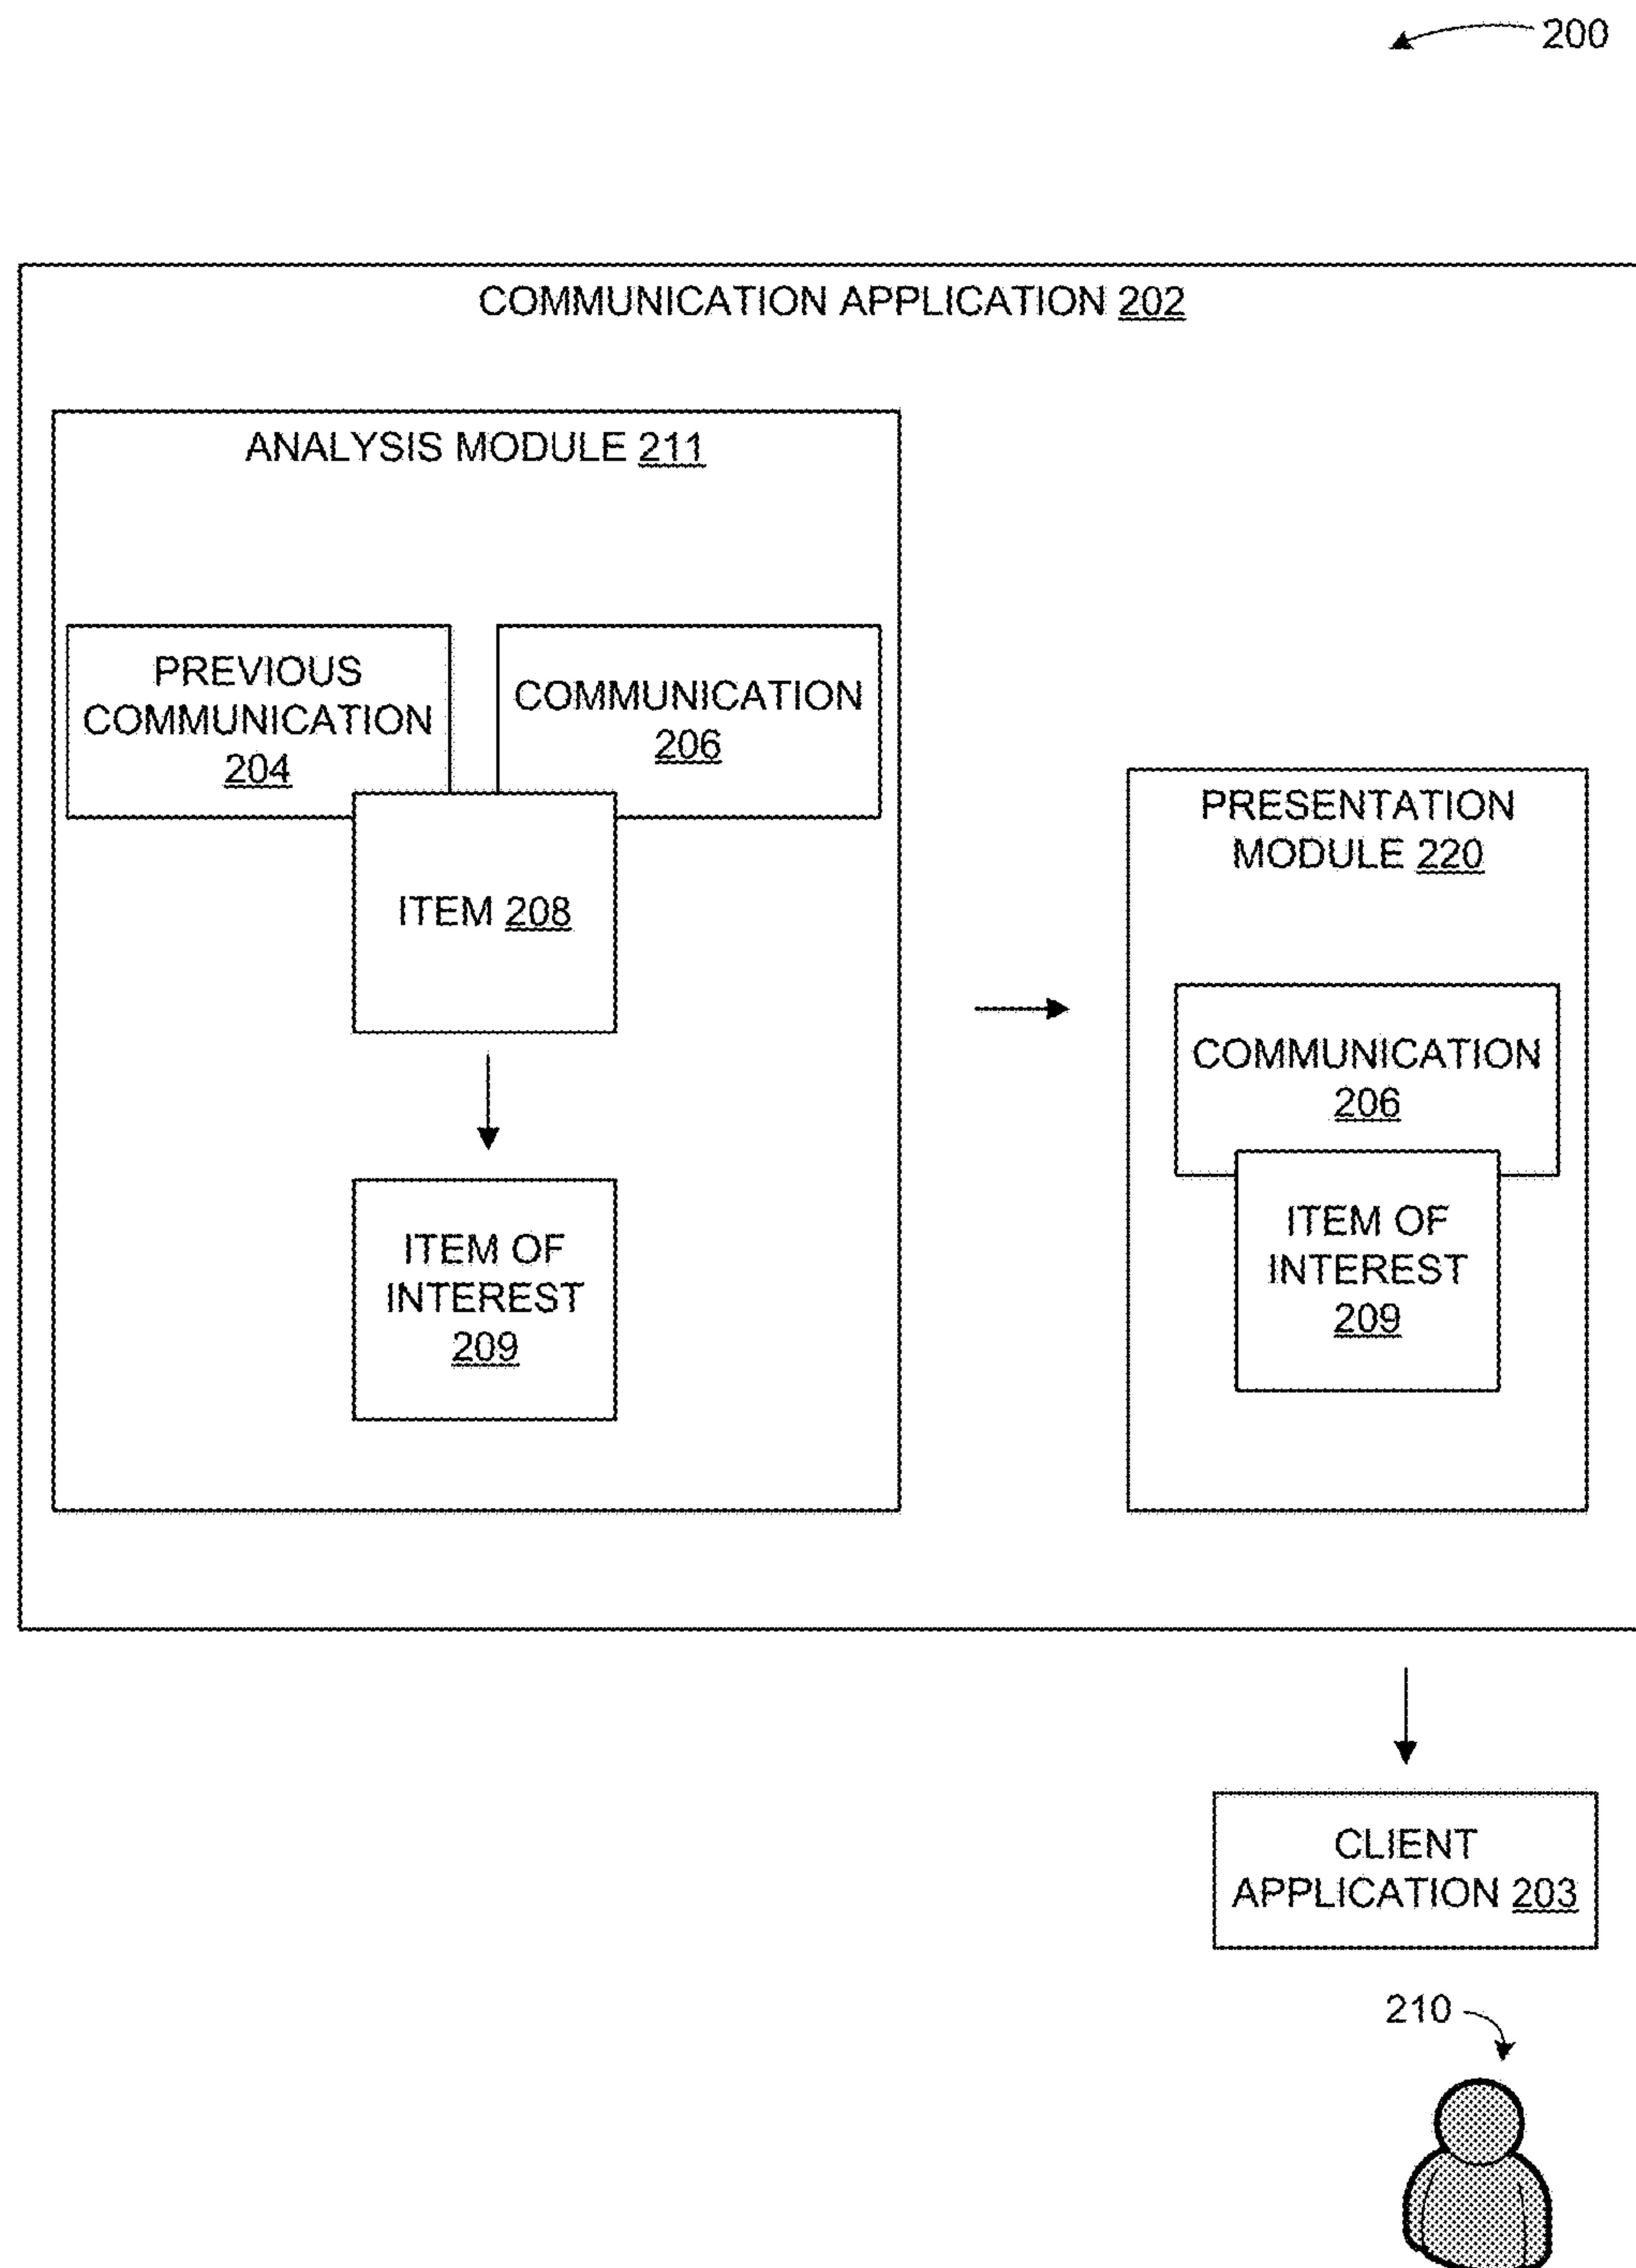 200
COMMUNICATION APPLICATION 202
ANALYSIS MODULE 211
PREVIOUS
COMMUNICATION
204
COMMUNICATION
206
ITEM 208
ITEM OF
INTEREST
209
PRESENTATION
MODULE 220
COMMUNICATION
206
ITEM OF
INTEREST
209
CLIENT
APPLICATION 203
210